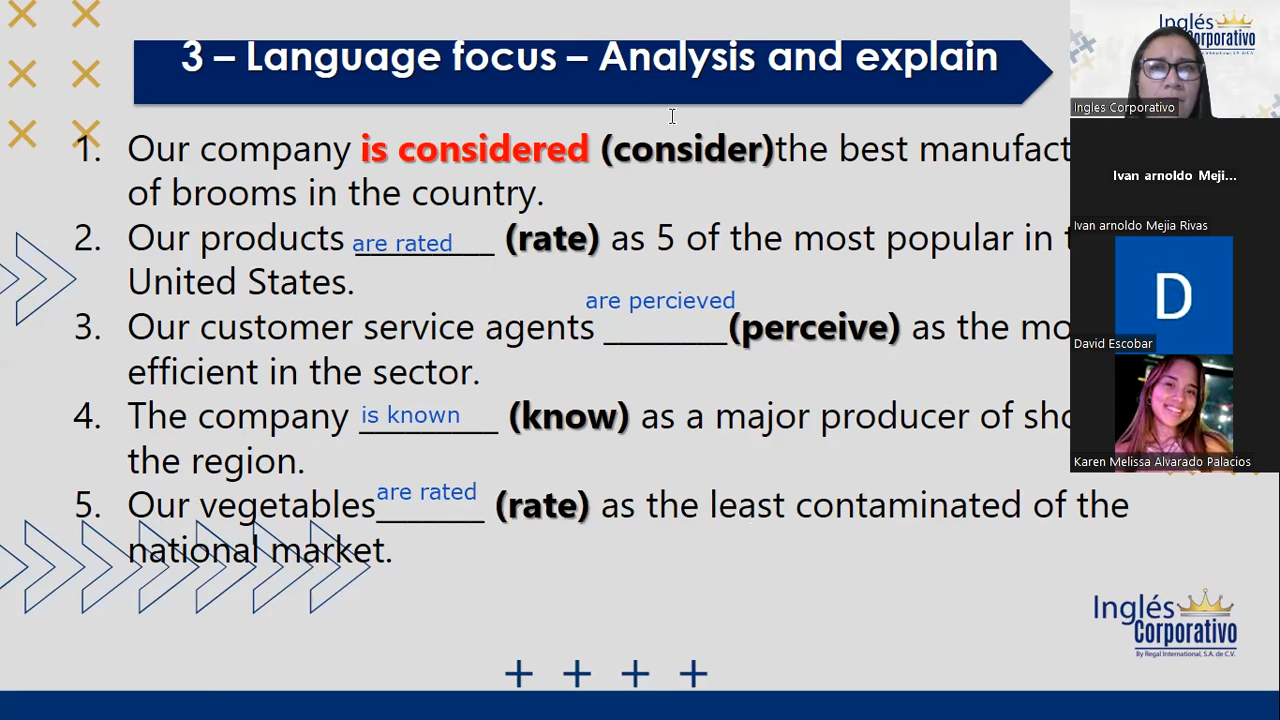 3 – Language focus – Analysis and explain
1. Our company is considered (consider)the best manufact
of brooms in the country.
2. Our products are rated (rate) as 5 of the most popular in t
United States.
are percieved
3. Our customer service agents ________(perceive) as the mo
efficient in the sector.
4. The company is known (know) as a major producer of sho
the region.
5. Our vegetables are rated (rate) as the least contaminated of the
national market.
Inglés
Corporativo
Ingles Corporativo
Ivan arnoldo Meji...
Ivan arnoldo Mejia Rivas
D
David Escobar
Karen Melissa Alvarado Palacios
Inglés
Corporativo
By Regal International, S.A. de C.V.